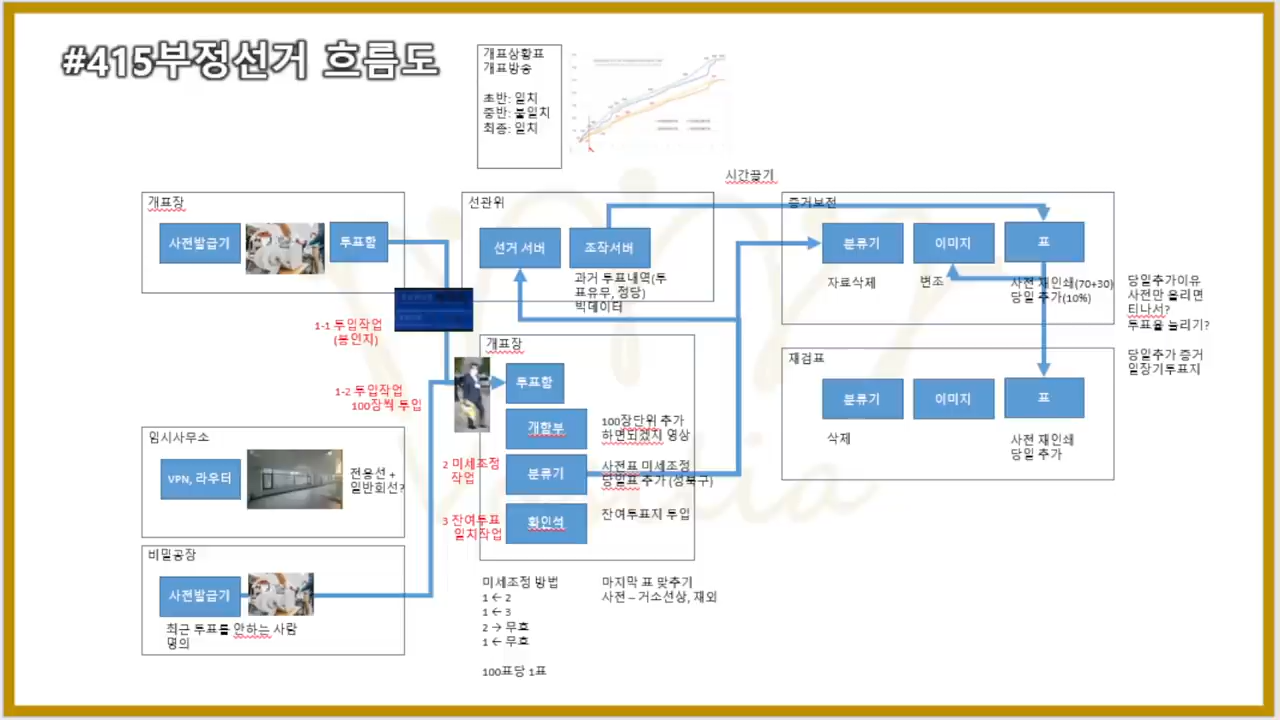 #415부정선거 흐름도
개표상황표
개표방송
초반: 일치
중반: 불일치
최종: 일치
시간끌기
개표장
사전발급기
투표함
선관위
선거 서버
조작서버
과거 투표내역(투
표유무, 정당)
빅데이터
증거보전
분류기
이미지
표
자료삭제
변조
사전 재인쇄(70+30)
당일 추가(10%)
당일추가이유
사전만 올리면
티나서?
투표율 늘리기?
당일추가 증거
일장기투표지
1-1 투입작업
(봉인지)
1-2 투입작업
100장씩 투입
개표장
투표함
개함부
100장단위 추가
하면되겠지 영상
2 미세조정
작업
분류기
사전표 미세조정
당일표 추가 (성북구)
3 잔여투표
일치작업
확인석
잔여투표지 투입
재검표
분류기
이미지
표
삭제
사전 재인쇄
당일 추가
임시사무소
VPN, 라우터
전용선 +
일반회선?
비밀공장
사전발급기
최근 투표를 안하는 사람
명의
미세조정 방법
1 ← 2
1 ← 3
2 → 무효
1 ← 무효
100표당 1표
마지막 표 맞추기
사전 – 거소선상, 재외